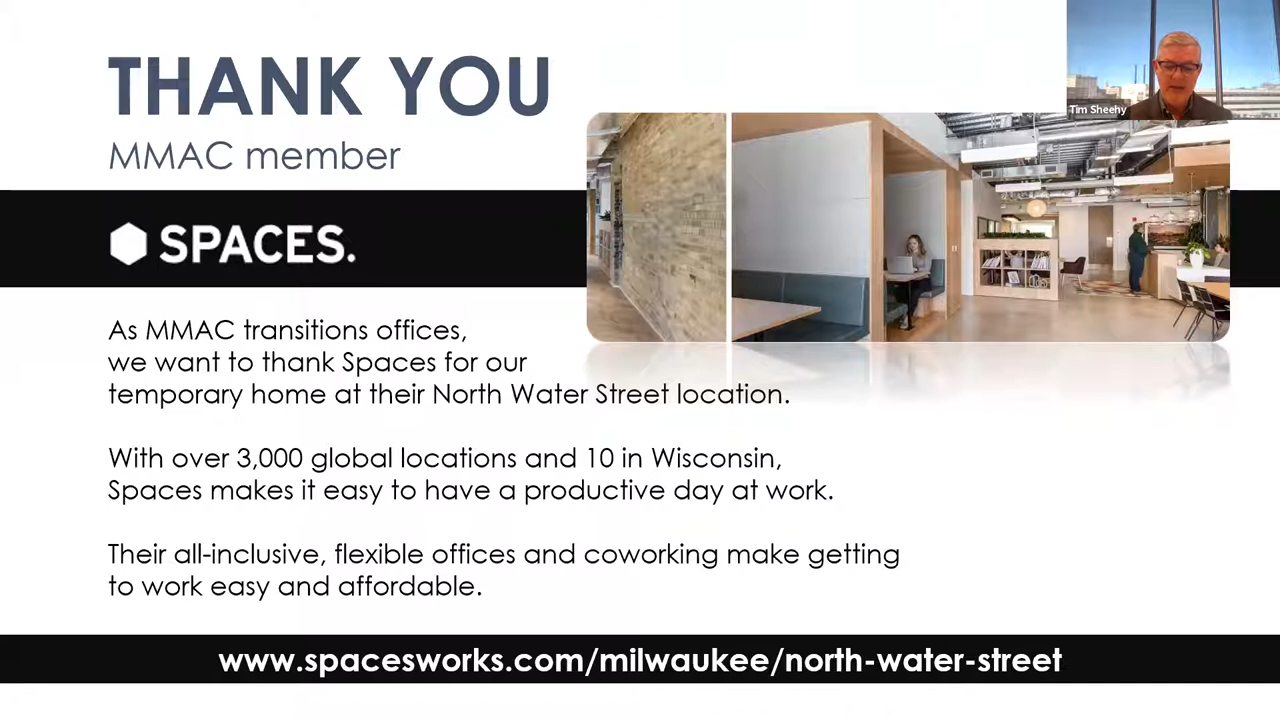 THANK YOU
MMAC member
Tim Sheehy
SPACES.
As MMAC transitions offices,
we want to thank Spaces for our
temporary home at their North Water Street location.
With over 3,000 global locations and 10 in Wisconsin,
Spaces makes it easy to have a productive day at work.
Their all-inclusive, flexible offices and coworking make getting
to work easy and affordable.
www.spacesworks.com/milwaukee/north-water-street